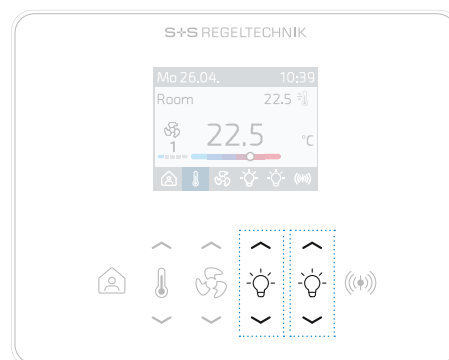 S+S REGELTECHNIK
Mo 26.04. 10:39
Room 22.5
22.5 °C
1